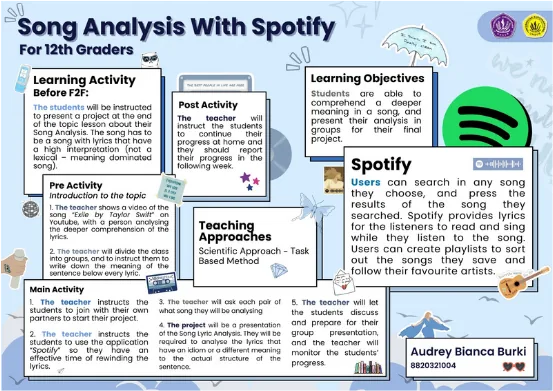 Song Analysis With Spotify
For 12th Graders
Learning Activity
Before F2F:
The students will be instructed
to present a project at the end
of the topic lesson about their
Song Analysis. The song has to
be a song with lyrics that have
a high interpretation (not a
lexical – meaning dominated
song).
Post Activity
The teacher will
instruct the students
to continue their
progress at home and
they should report
their progress in the
following week.
Learning Objectives
Students are able to
comprehend a deeper
meaning in a song, and
present their analysis in
groups for their final
project.
Pre Activity
Introduction to the topic
1. The teacher shows a video of the
song "Exile by Taylor Swift" on
Youtube, with a person analysing
the deeper comprehension of the
lyrics.
2. The teacher will divide the class
into groups, and to instruct them to
write down the meaning of the
sentence below every lyric.
Teaching
Approaches
Scientific Approach - Task
Based Method
Spotify
Users can search in any song
they choose, and press the
results of the song they
searched. Spotify provides lyrics
for the listeners to read and sing
while they listen to the song.
Users can create playlists to sort
out the songs they save and
follow their favourite artists.
Main Activity
1. The teacher instructs the
students to join with their own
partners to start their project.
2. The teacher instructs the
students to use the application
"Spotify" so they have an
effective time of rewinding the
lyrics.
3. The teacher will ask each pair of
what song they will be analysing
4. The project will be a presentation
of the Song Lyric Analysis. They will be
required to analyse the lyrics that
have an idiom or a different meaning
to the actual structure of the
sentence.
5. The teacher will let
the students discuss
and prepare for their
group presentation,
and the teacher will
monitor the students'
progress.
Audrey Bianca Burki
8820321004